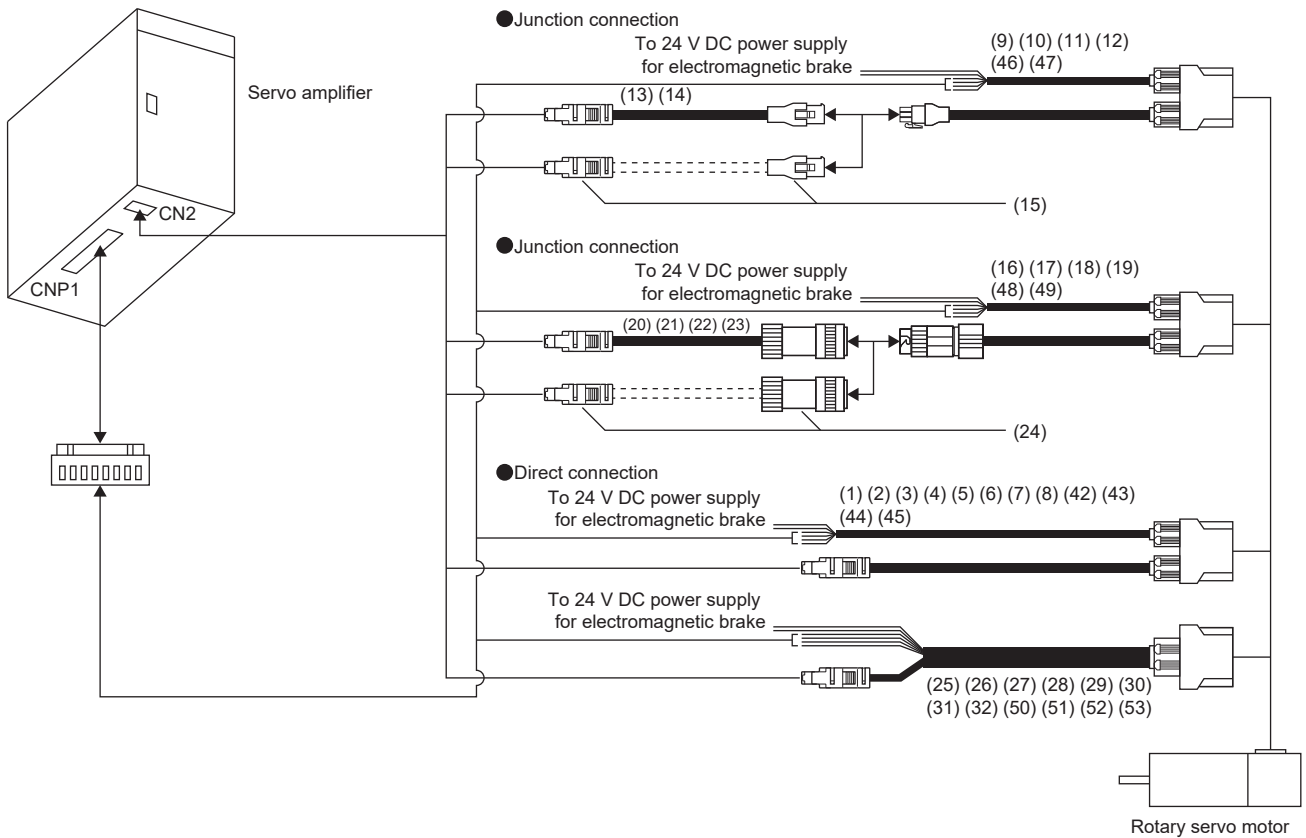 ●Junction connection
To 24 V DC power supply
for electromagnetic brake
(9) (10) (11) (12)
(46) (47)
Servo amplifier
(13) (14)
(15)
CN2
CNP1
●Junction connection
To 24 V DC power supply
for electromagnetic brake
(16) (17) (18) (19)
(48) (49)
(20) (21) (22) (23)
(24)
●Direct connection
To 24 V DC power supply
for electromagnetic brake
(1) (2) (3) (4) (5) (6) (7) (8) (42) (43)
(44) (45)
To 24 V DC power supply
for electromagnetic brake
(25) (26) (27) (28) (29) (30)
(31) (32) (50) (51) (52) (53)
Rotary servo motor